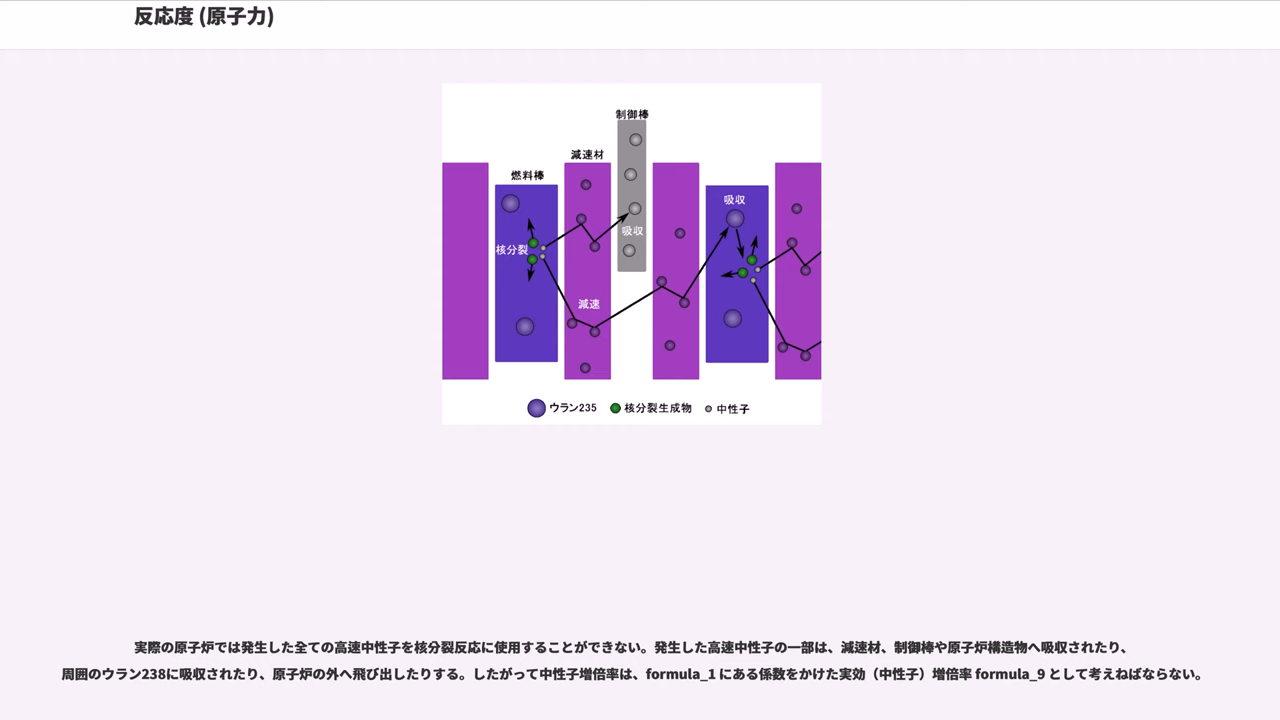 反応度 (原子力)
制御棒
減速材
燃料棒
吸収
吸収
核分裂
減速
ウラン235 核分裂生成物 中性子
実際の原子炉では発生した全ての高速中性子を核分裂反応に使用することができない。発生した高速中性子の一部は、減速材、制御棒や原子炉構造物へ吸収されたり、
周囲のウラン238に吸収されたり、原子炉の外へ飛び出したりする。したがって中性子増倍率は、formula_1 にある係数をかけた実効（中性子）増倍率 formula_9 として考えねばならない。